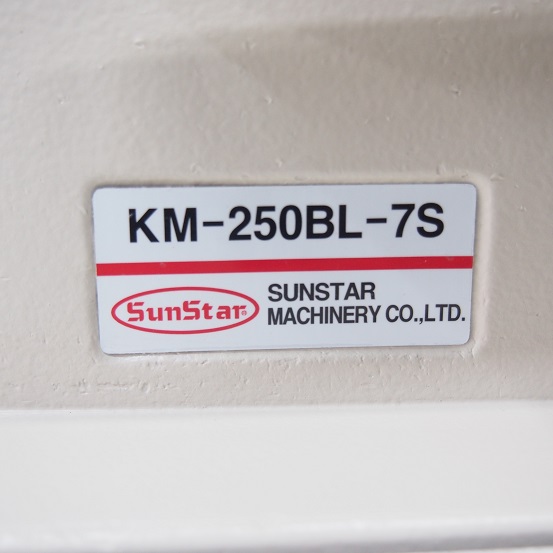 KM-250BL-7S
SunStar®
SUNSTAR
MACHINERY CO.,LTD.